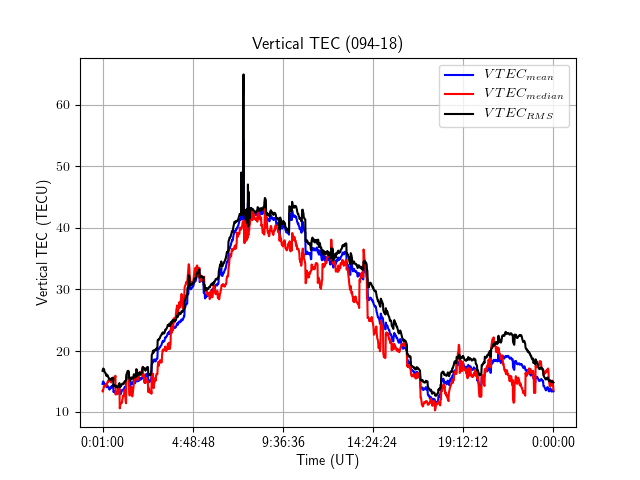 Vertical TEC (094-18)
VTEC_mean
VTEC_median
VTEC_RMS
Vertical TEC (TECU)
60
50
40
30
20
10
0:01:00 4:48:48 9:36:36 14:24:24 19:12:12 0:00:00
Time (UT)